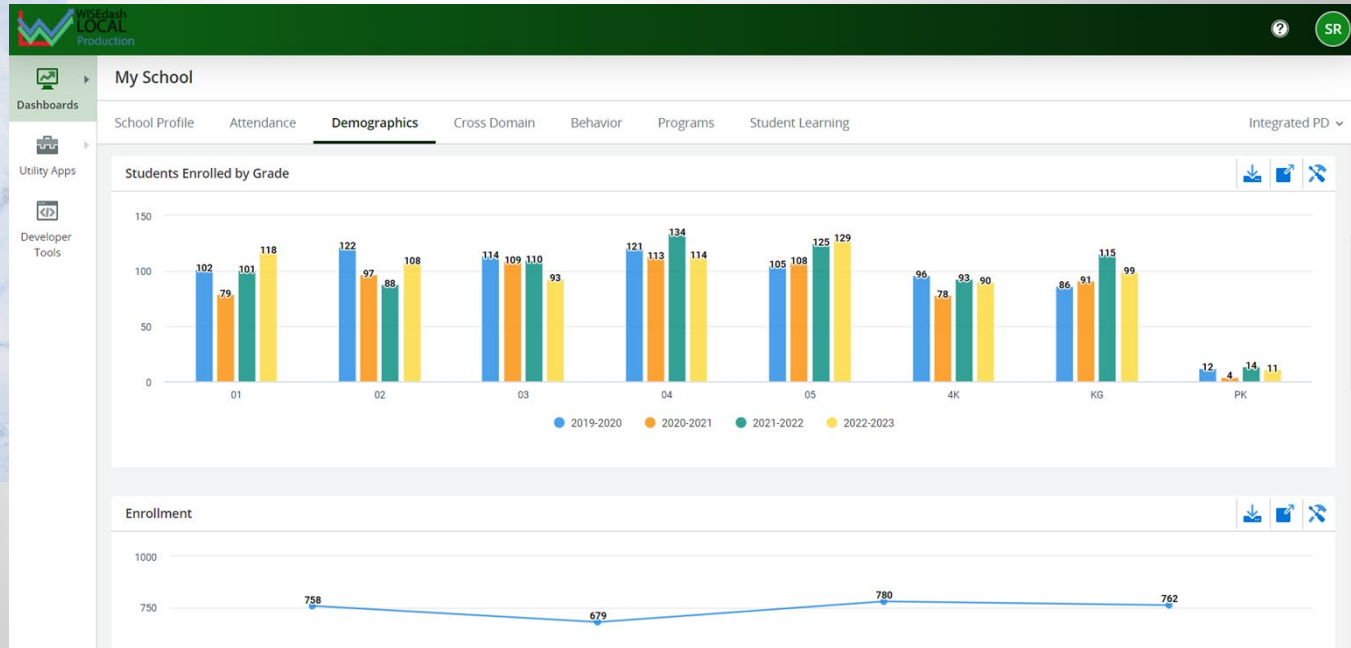 WISEdash
LOCAL
Production
?
SR
Dashboards
Utility Apps
Developer
Tools
My School
School Profile Attendance Demographics Cross Domain Behavior Programs Student Learning Integrated PD
Students Enrolled by Grade
150
100
50
0
102 79 101 118
122 97 88 108
114 109 110 93
121 113 134 114
105 108 125 129
96 78 93 90
86 91 115 99
12 4 14 11
01 02 03 04 05 4K KG PK
2019-2020 2020-2021 2021-2022 2022-2023
Enrollment
1000
750
758 679 780 762